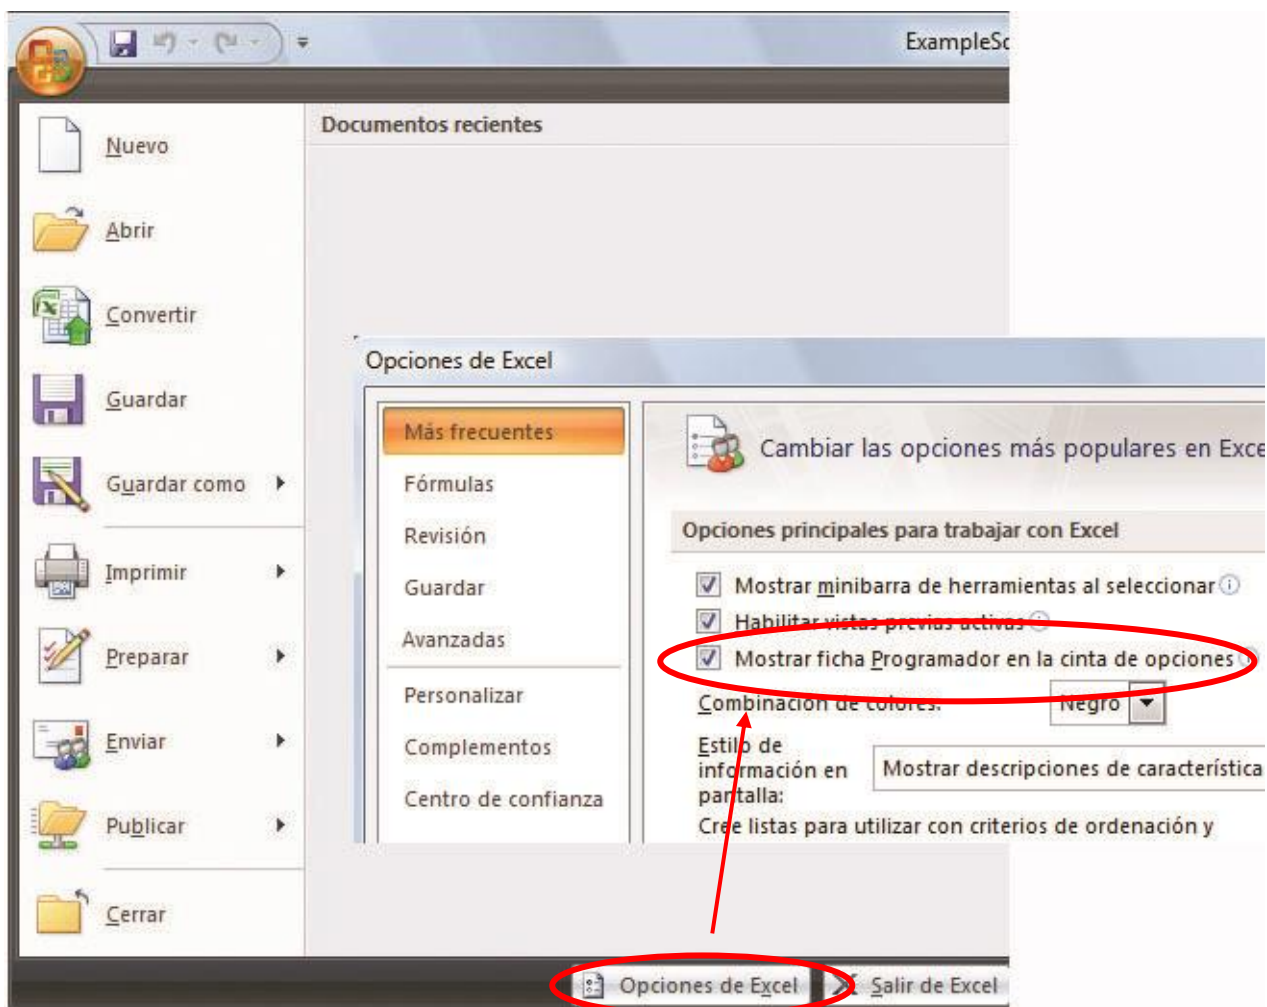 ExampleSc
Documentos recientes
Nuevo
Abrir
Convertir
Guardar
Guardar como
Imprimir
Preparar
Enviar
Publicar
Cerrar
Opciones de Excel
Más frecuentes
Fórmulas
Revisión
Guardar
Avanzadas
Personalizar
Complementos
Centro de confianza
Cambiar las opciones más populares en Exce
Opciones principales para trabajar con Excel
Mostrar minibarra de herramientas al seleccionar
Habilitar vistas previas activas
Mostrar ficha Programador en la cinta de opciones
Combinación de colores: Negro
Estilo de
información en
pantalla:
Mostrar descripciones de característica
Cree listas para utilizar con criterios de ordenación y
Opciones de Excel
Salir de Excel